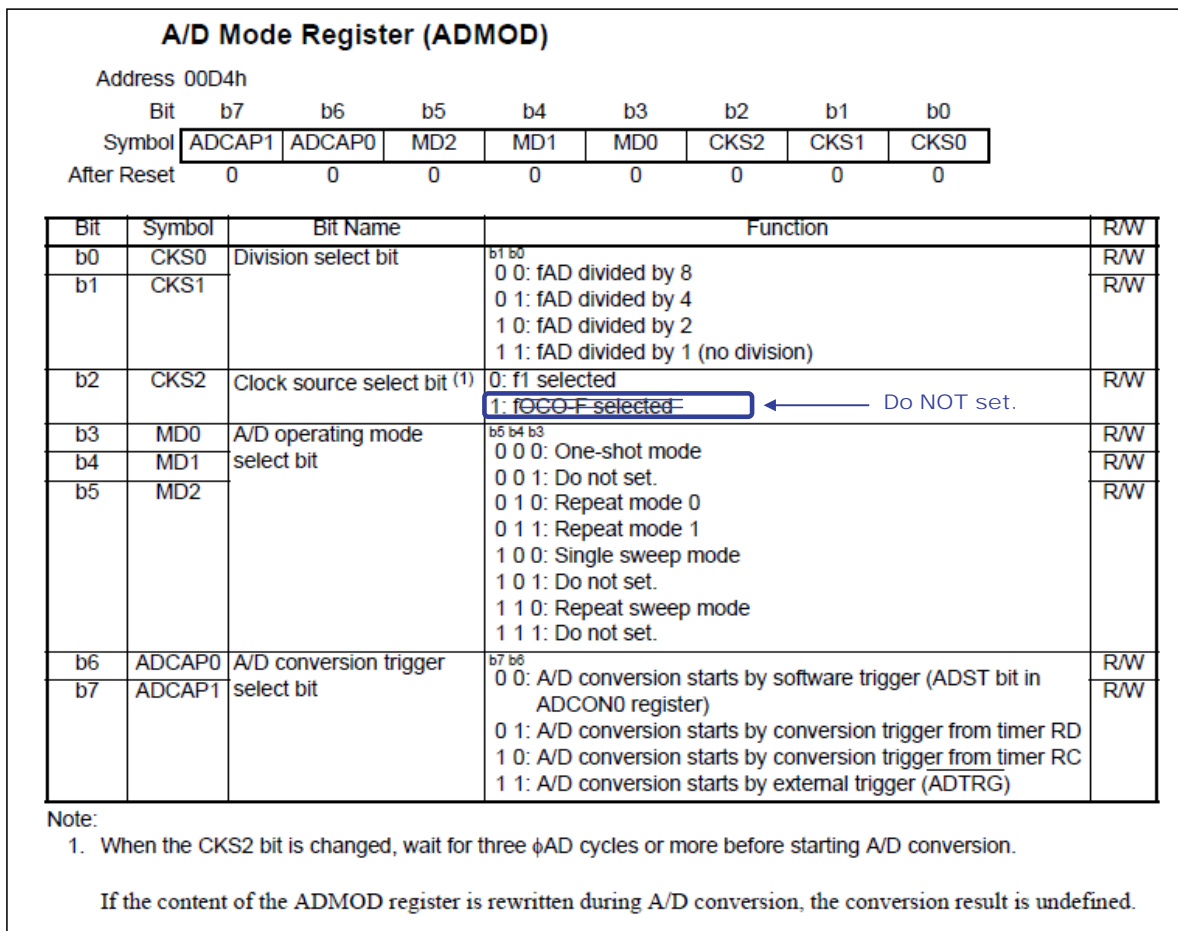 A/D Mode Register (ADMOD)
Address 00D4h
Bit b7 b6 b5 b4 b3 b2 b1 b0
Symbol ADCAP1 ADCAP0 MD2 MD1 MD0 CKS2 CKS1 CKS0
After Reset 0 0 0 0 0 0 0 0
Bit Symbol Bit Name Function R/W
b0 CKS0 Division select bit b1 b0 R/W
0 0: fAD divided by 8
b1 CKS1 R/W
0 1: fAD divided by 4
1 0: fAD divided by 2
1 1: fAD divided by 1 (no division)
b2 CKS2 Clock source select bit (1) 0: f1 selected R/W
1: fOCO-F selected Do NOT set.
b3 MD0 A/D operating mode b5 b4 b3 R/W
0 0 0: One-shot mode
b4 MD1 select bit R/W
0 0 1: Do not set.
b5 MD2 R/W
0 1 0: Repeat mode 0
0 1 1: Repeat mode 1
1 0 0: Single sweep mode
1 0 1: Do not set.
1 1 0: Repeat sweep mode
1 1 1: Do not set.
b6 ADCAP0 A/D conversion trigger b7 b6 R/W
0 0: A/D conversion starts by software trigger (ADST bit in
b7 ADCAP1 select bit ADCON0 register) R/W
0 1: A/D conversion starts by conversion trigger from timer RD
1 0: A/D conversion starts by conversion trigger from timer RC
1 1: A/D conversion starts by external trigger (ADTRG)
Note:
1. When the CKS2 bit is changed, wait for three ϕAD cycles or more before starting A/D conversion.
If the content of the ADMOD register is rewritten during A/D conversion, the conversion result is undefined.